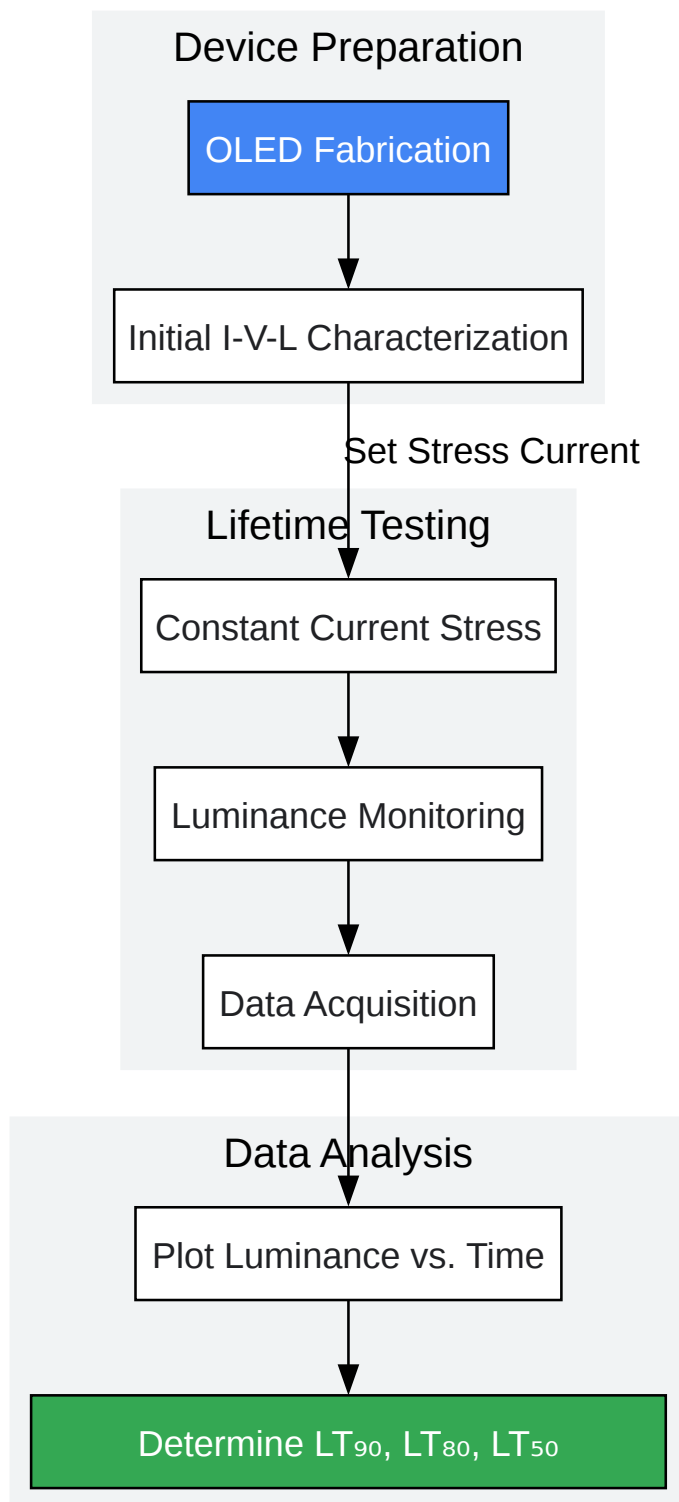 Device Preparation
OLED Fabrication
Initial I-V-L Characterization
Set Stress Current
Lifetime Testing
Constant Current Stress
Luminance Monitoring
Data Acquisition
Data Analysis
Plot Luminance vs. Time
Determine LT₉₀, LT₈₀, LT₅₀